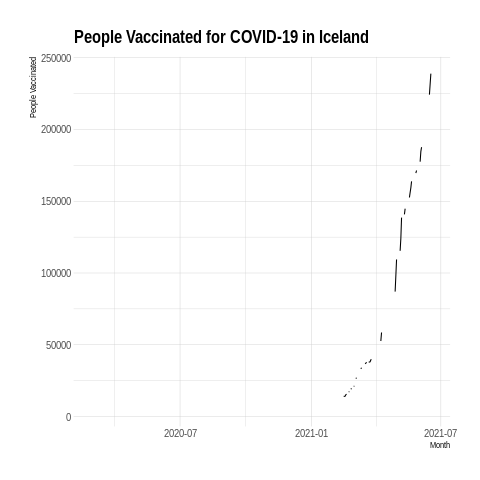 People Vaccinated for COVID-19 in Iceland
People Vaccinated
250000
200000
150000
100000
50000
0
2020-07 2021-01 2021-07
Month